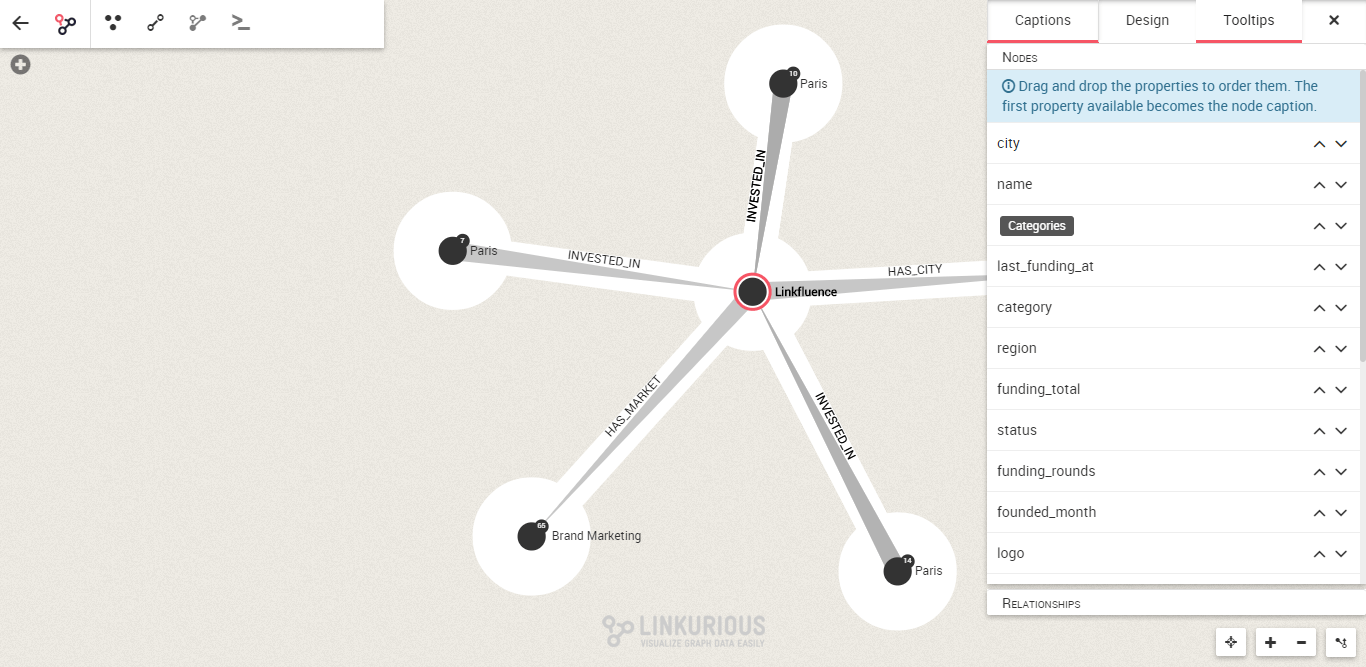 Captions
Design
Tooltips
Nodes
Drag and drop the properties to order them. The
first property available becomes the node caption.
city
name
Categories
last_funding_at
category
region
funding_total
status
funding_rounds
founded_month
logo
Relationships
10
Paris
INVESTED_IN
7
Paris
INVESTED_IN
HAS_CITY
Linkfluence
HAS_MARKET
INVESTED_IN
65
Brand Marketing
14
Paris
LINKURIOUS
VISUALIZE GRAPH DATA EASILY